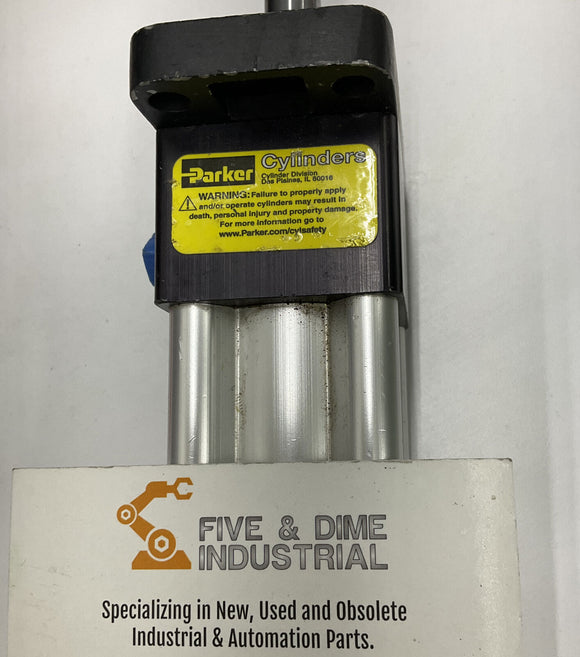 Parker Cylinders
Cylinder Division
Des Plaines, IL 60016
WARNING: Failure to properly apply
and/or operate cylinders may result in
death, personal injury and property damage.
For more information go to
www.Parker.com/cylsafety
FIVE & DIME
INDUSTRIAL
Specializing in New, Used and Obsolete
Industrial & Automation Parts.